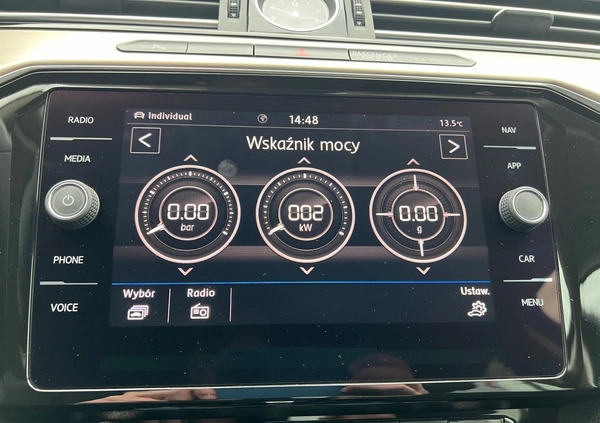 PASSENGER
RADIO
MEDIA
PHONE
VOICE
Individual
14:48
13.5°C
Wskaźnik mocy
0.00
bar
002
kW
0.00
g
Wybór
Radio
Ustaw.
NAV
APP
CAR
MENU